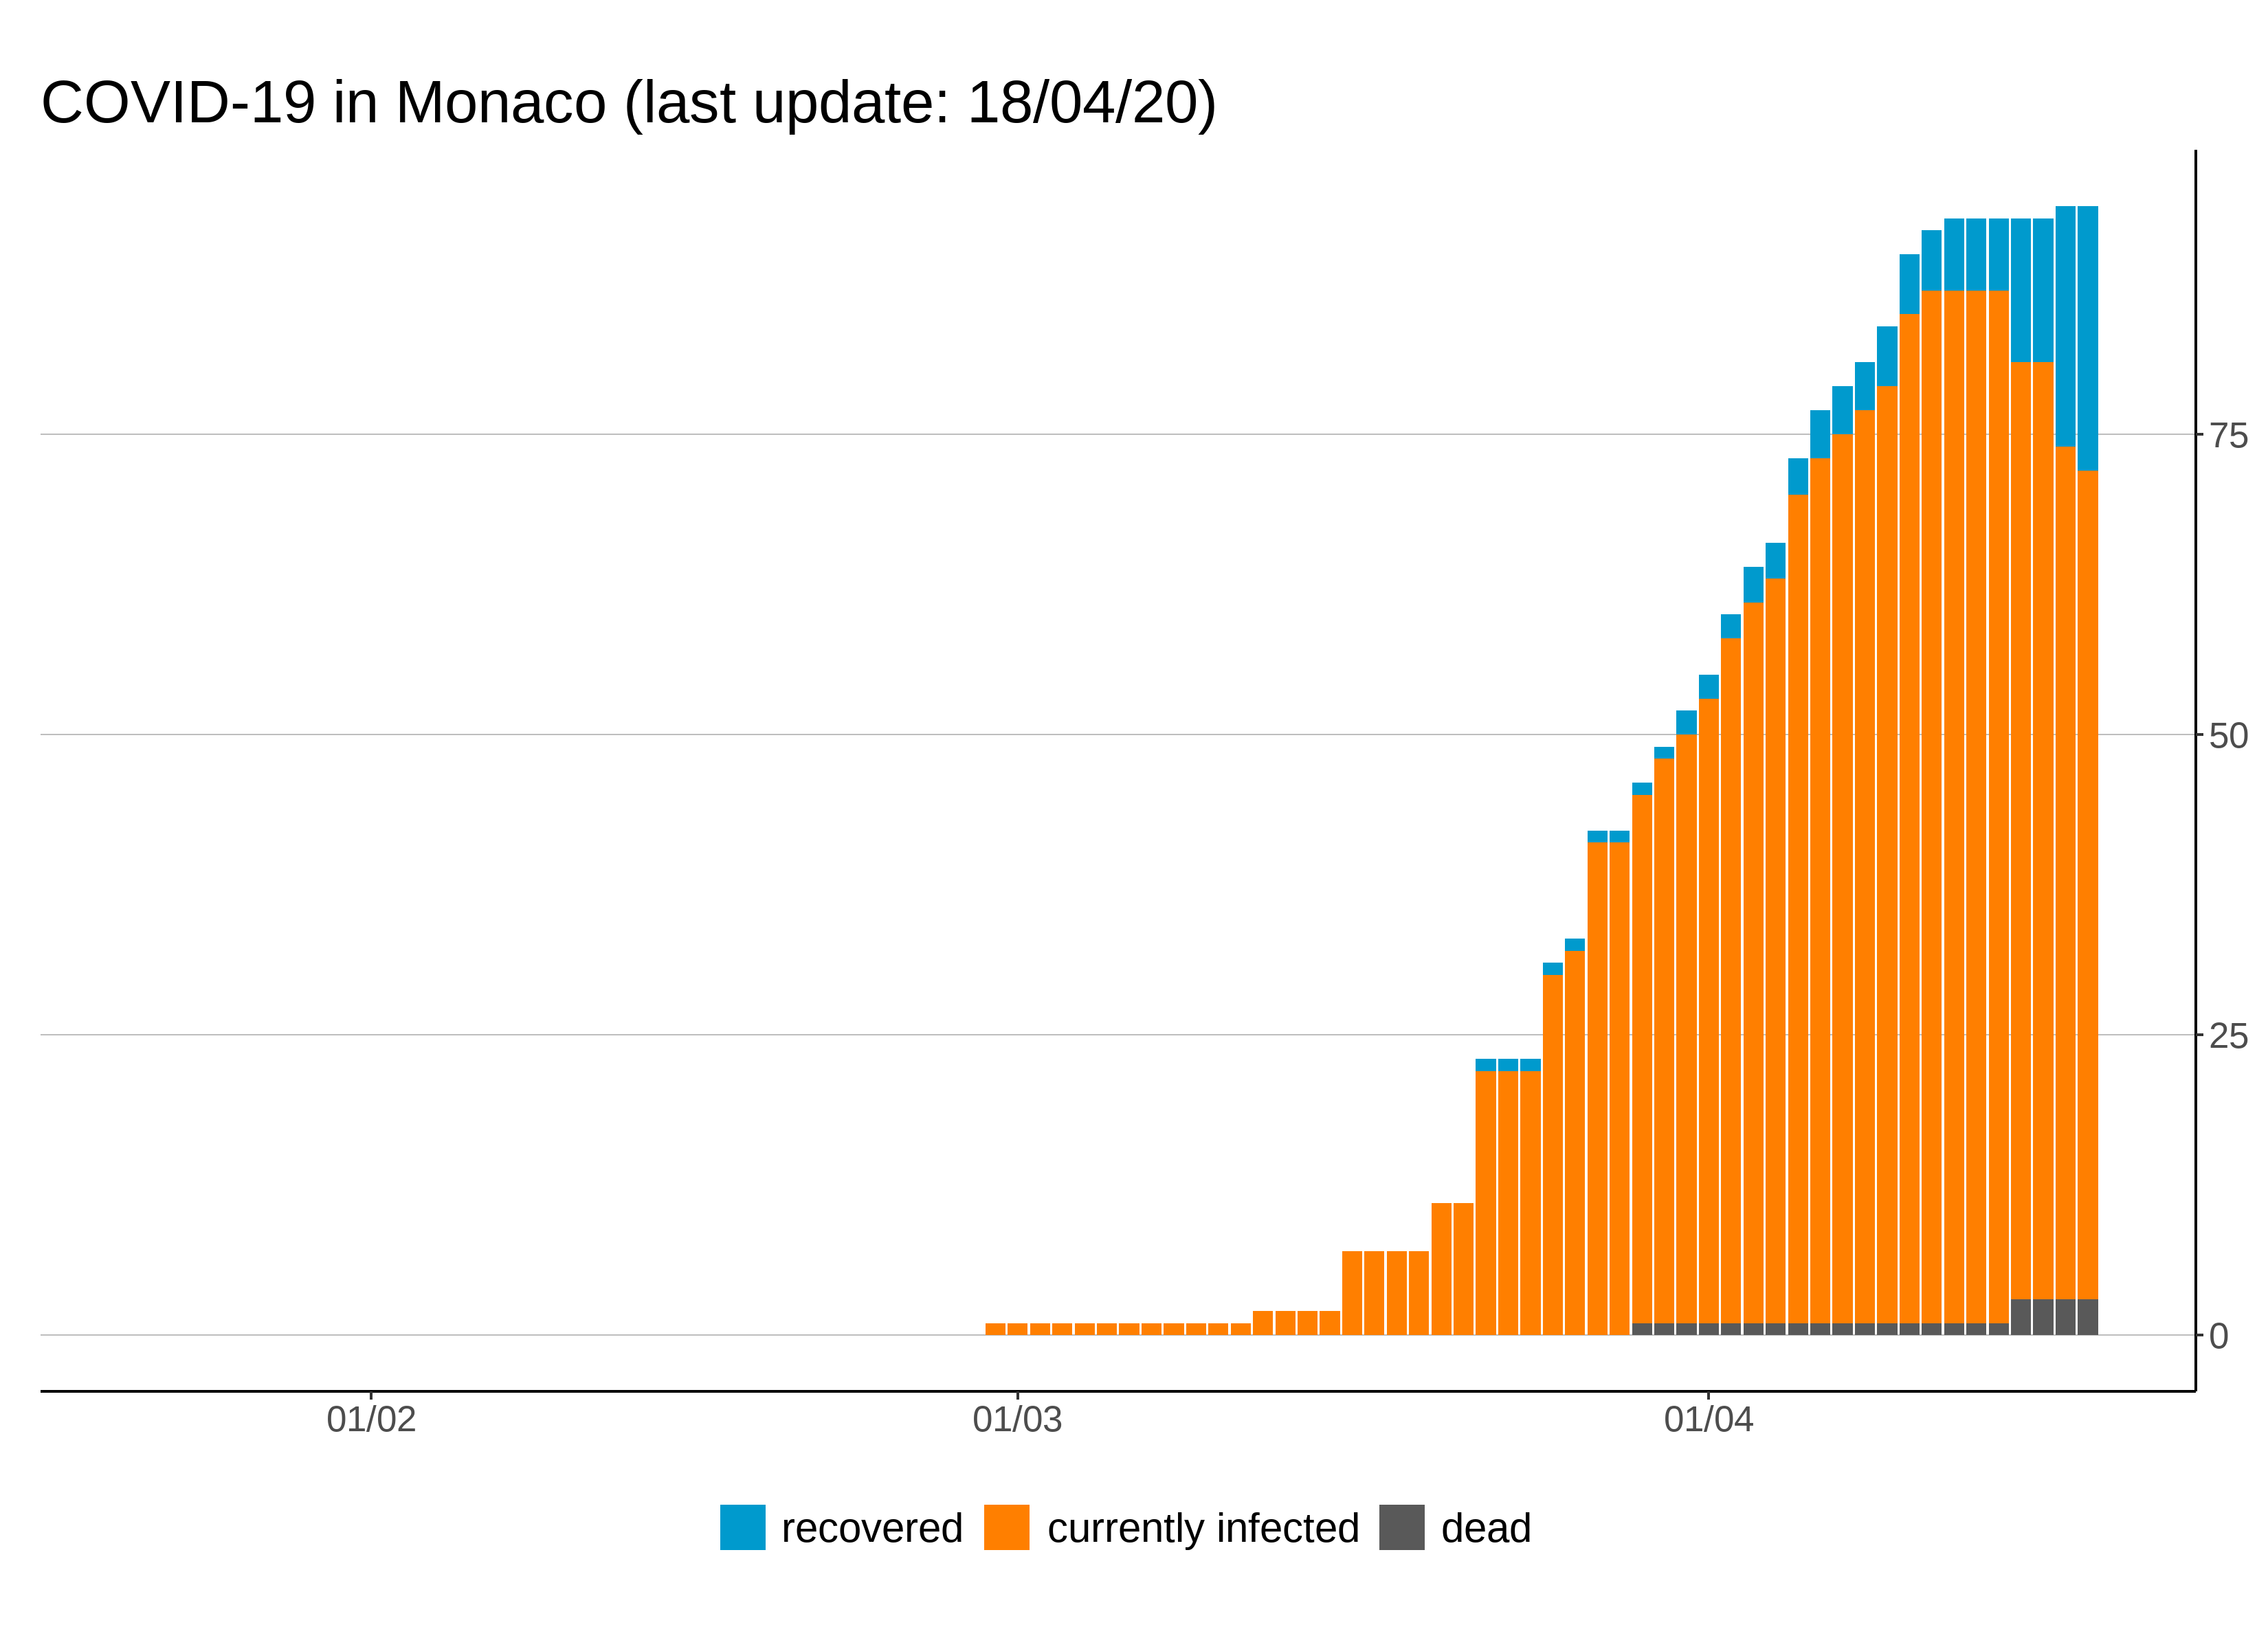 COVID-19 in Monaco (last update: 18/04/20)
75
50
25
0
01/02 01/03 01/04
recovered currently infected dead